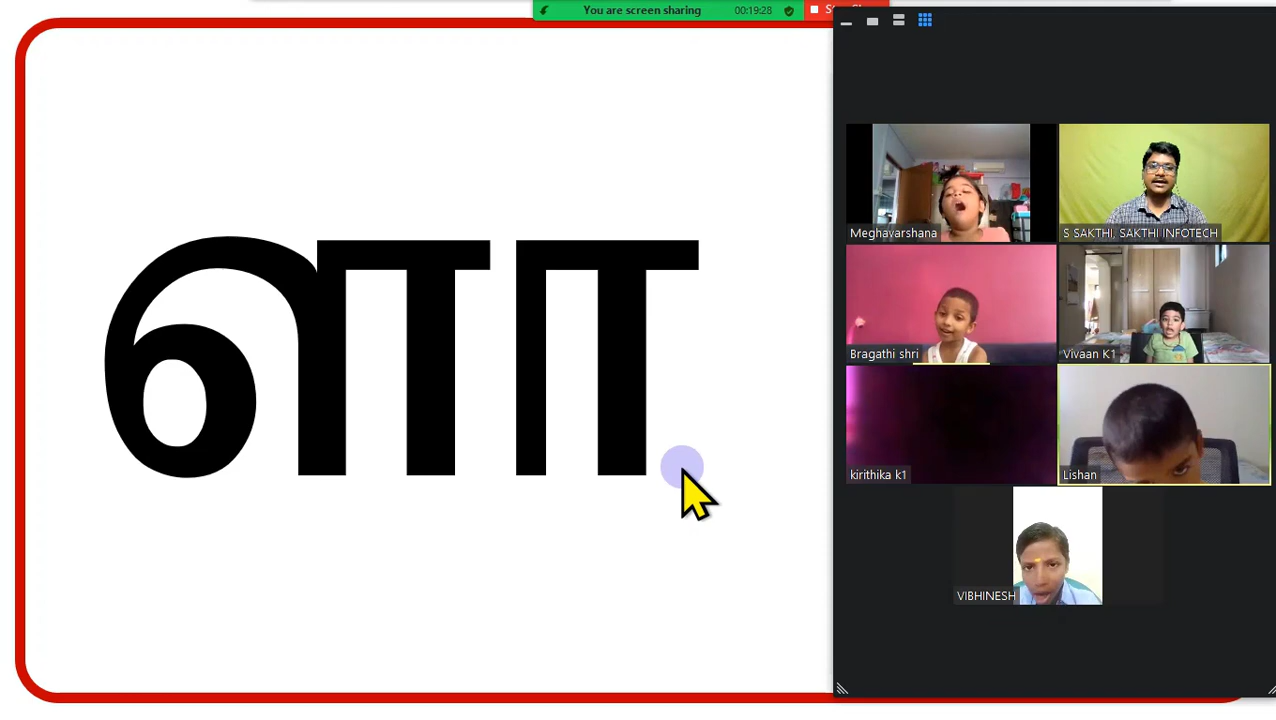 You are screen sharing 00:19:28
ளா
Meghavarshana
S SAKTHI, SAKTHI INFOTECH
Bragathi shri
Vivaan K1
kirithika k1
Lishan
VIBHINESH